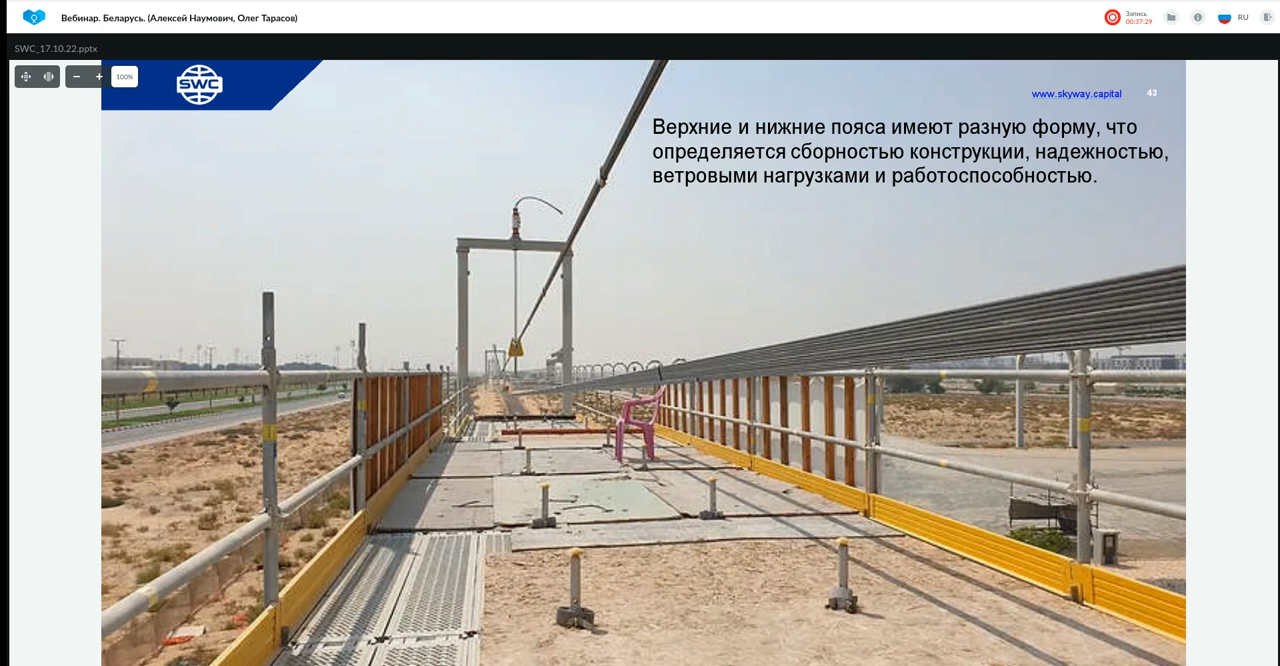 Вебинар. Беларусь. (Алексей Наумович, Олег Тарасов)
Запись
00:37:29
RU
SWC_17.10.22.pptx
100%
SWC
www.skyway.capital
43
Верхние и нижние пояса имеют разную форму, что
определяется сборностью конструкции, надежностью,
ветровыми нагрузками и работоспособностью.